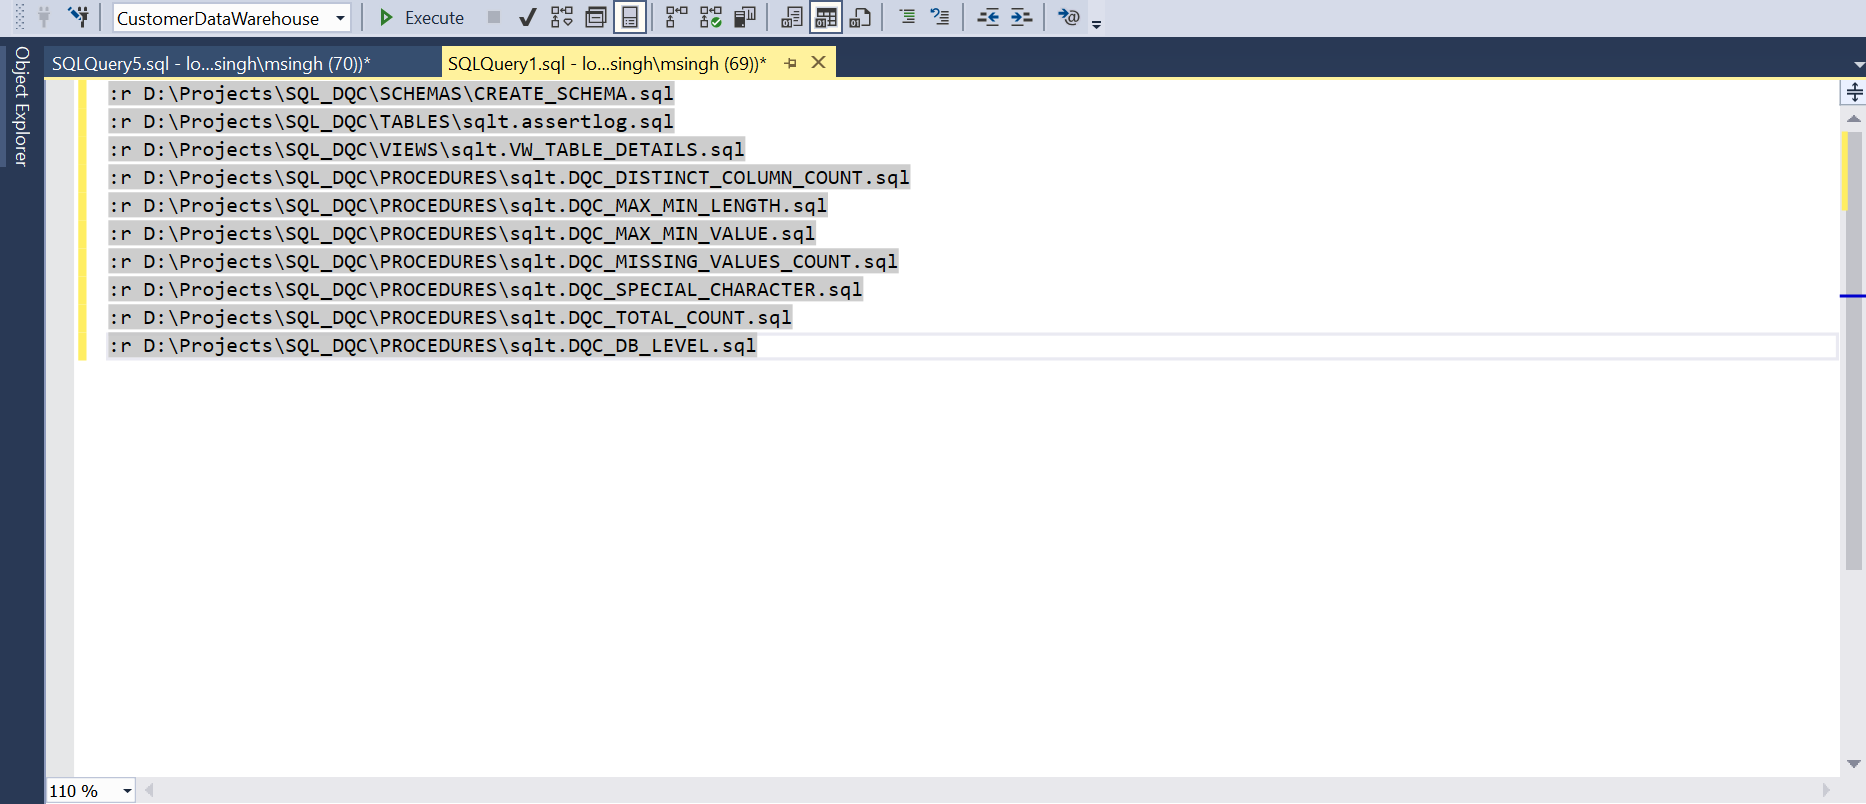 CustomerDataWarehouse
Execute
Object Explorer
SQLQuery5.sql - lo...singh\msingh (70))*
SQLQuery1.sql - lo...singh\msingh (69))*
:r D:\Projects\SQL_DQC\SCHEMAS\CREATE_SCHEMA.sql
:r D:\Projects\SQL_DQC\TABLES\sqlt.assertlog.sql
:r D:\Projects\SQL_DQC\VIEWS\sqlt.VW_TABLE_DETAILS.sql
:r D:\Projects\SQL_DQC\PROCEDURES\sqlt.DQC_DISTINCT_COLUMN_COUNT.sql
:r D:\Projects\SQL_DQC\PROCEDURES\sqlt.DQC_MAX_MIN_LENGTH.sql
:r D:\Projects\SQL_DQC\PROCEDURES\sqlt.DQC_MAX_MIN_VALUE.sql
:r D:\Projects\SQL_DQC\PROCEDURES\sqlt.DQC_MISSING_VALUES_COUNT.sql
:r D:\Projects\SQL_DQC\PROCEDURES\sqlt.DQC_SPECIAL_CHARACTER.sql
:r D:\Projects\SQL_DQC\PROCEDURES\sqlt.DQC_TOTAL_COUNT.sql
:r D:\Projects\SQL_DQC\PROCEDURES\sqlt.DQC_DB_LEVEL.sql
110 %